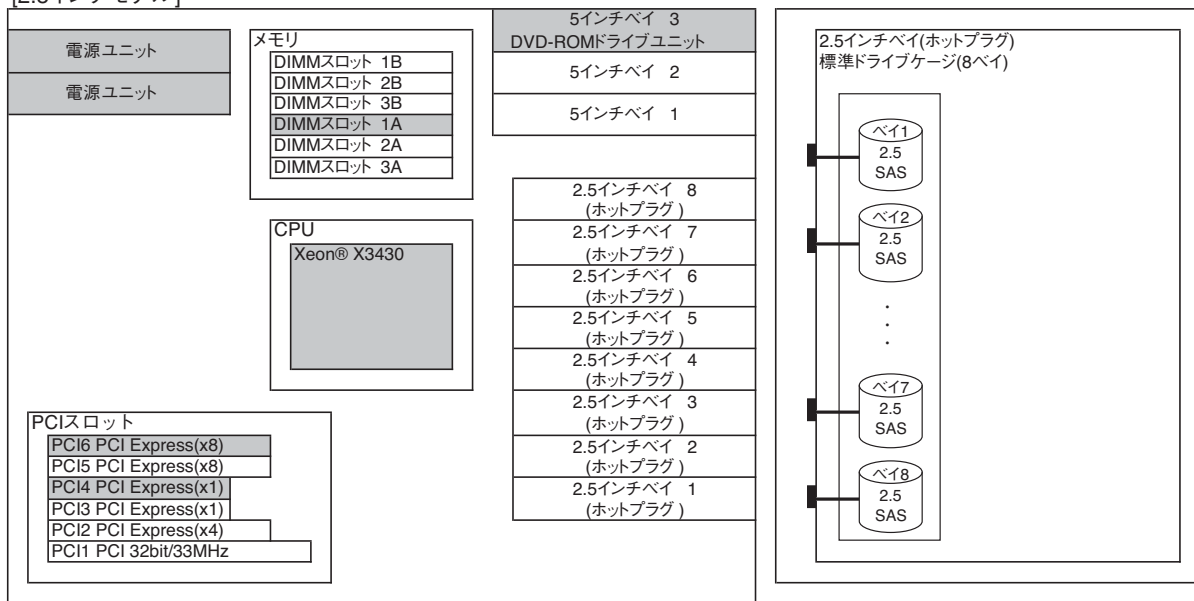 [2.5インチモデル]
電源ユニット
電源ユニット
メモリ
DIMMスロット 1B
DIMMスロット 2B
DIMMスロット 3B
DIMMスロット 1A
DIMMスロット 2A
DIMMスロット 3A
CPU
Xeon® X3430
PCIスロット
PCI6 PCI Express(x8)
PCI5 PCI Express(x8)
PCI4 PCI Express(x1)
PCI3 PCI Express(x1)
PCI2 PCI Express(x4)
PCI1 PCI 32bit/33MHz
5インチベイ 3
DVD-ROMドライブユニット
5インチベイ 2
5インチベイ 1
2.5インチベイ 8
(ホットプラグ)
2.5インチベイ 7
(ホットプラグ)
2.5インチベイ 6
(ホットプラグ)
2.5インチベイ 5
(ホットプラグ)
2.5インチベイ 4
(ホットプラグ)
2.5インチベイ 3
(ホットプラグ)
2.5インチベイ 2
(ホットプラグ)
2.5インチベイ 1
(ホットプラグ)
2.5インチベイ(ホットプラグ)
標準ドライブケージ(8ベイ)
ベイ1
2.5
SAS
ベイ2
2.5
SAS
ベイ7
2.5
SAS
ベイ8
2.5
SAS